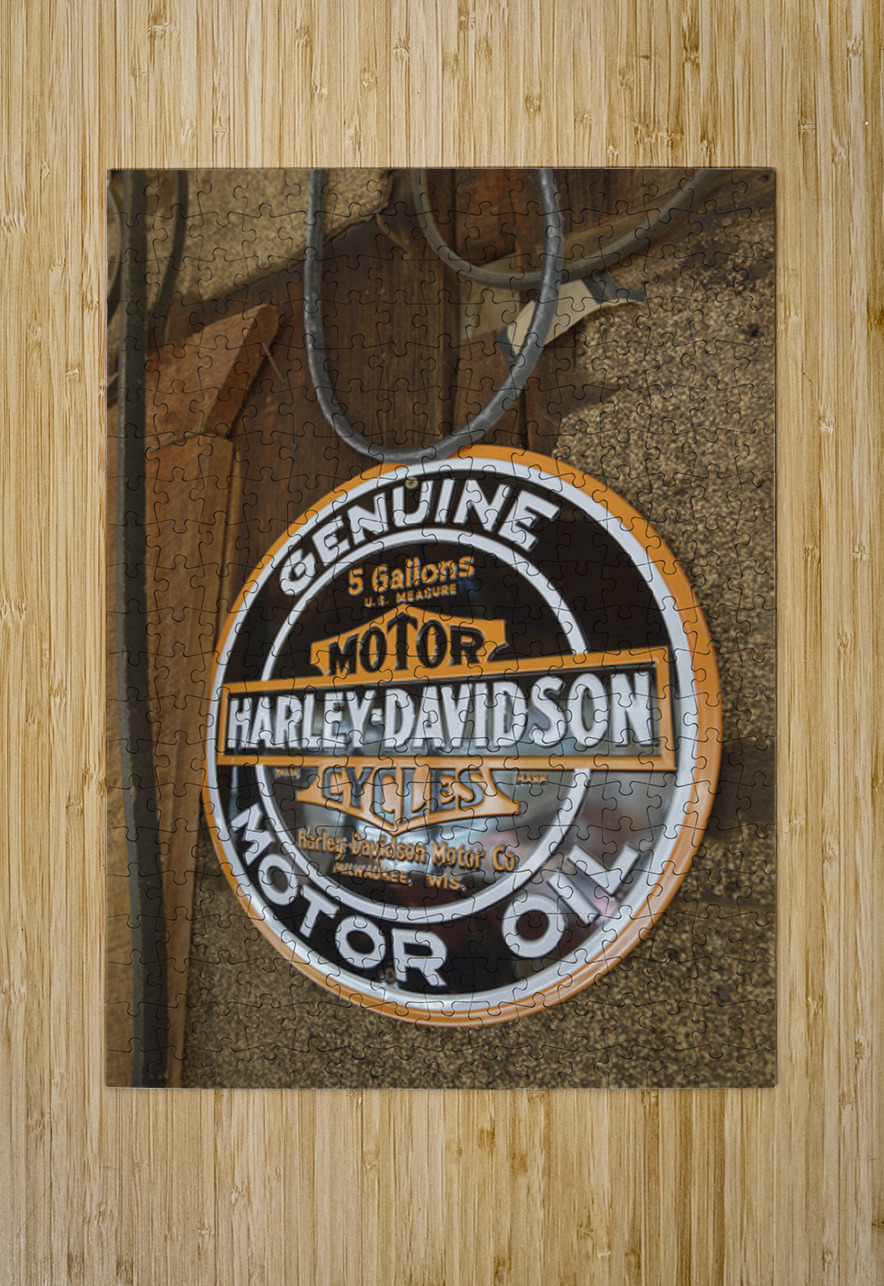 GENUINE
5 Gallons
U.S. MEASURE
MOTOR
HARLEY-DAVIDSON
CYCLES
Harley-Davidson Motor Co
MILWAUKEE, WIS.
MOTOR OIL